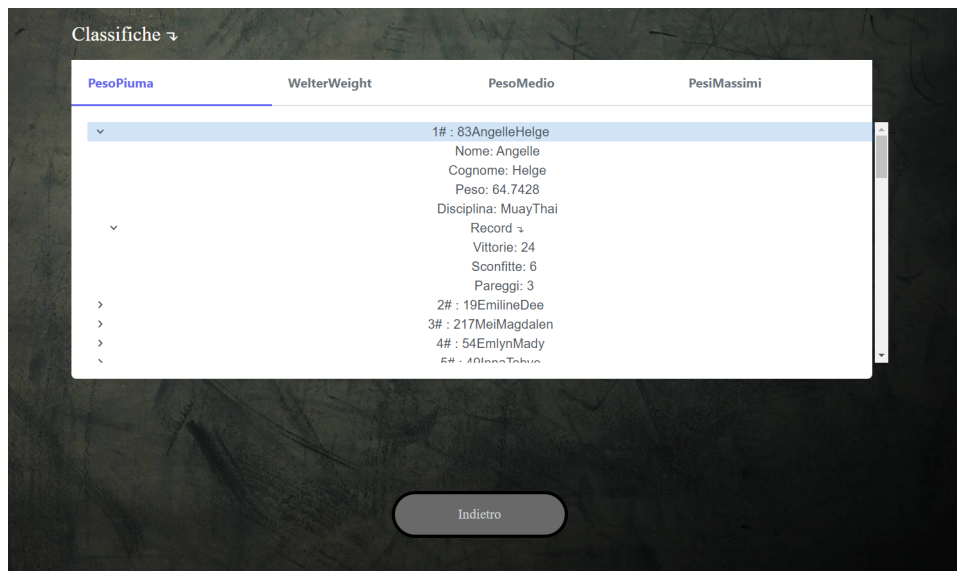 Classifiche ↴
PesoPiuma WelterWeight PesoMedio PesiMassimi
1# : 83AngelleHelge
Nome: Angelle
Cognome: Helge
Peso: 64.7428
Disciplina: MuayThai
Record ↴
Vittorie: 24
Sconfitte: 6
Pareggi: 3
2# : 19EmilineDee
3# : 217MeiMagdalen
4# : 54EmlynMady
5# :
Indietro